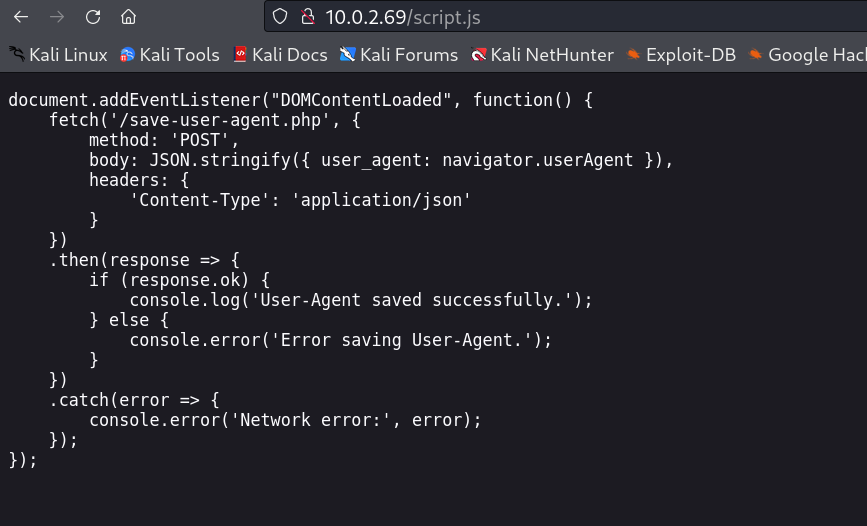 10.0.2.69/script.js
Kali Linux Kali Tools Kali Docs Kali Forums Kali NetHunter Exploit-DB Google Hac
document.addEventListener("DOMContentLoaded", function() {
    fetch('/save-user-agent.php', {
        method: 'POST',
        body: JSON.stringify({ user_agent: navigator.userAgent }),
        headers: {
            'Content-Type': 'application/json'
        }
    })
    .then(response => {
        if (response.ok) {
            console.log('User-Agent saved successfully.');
        } else {
            console.error('Error saving User-Agent.');
        }
    })
    .catch(error => {
        console.error('Network error:', error);
    });
});